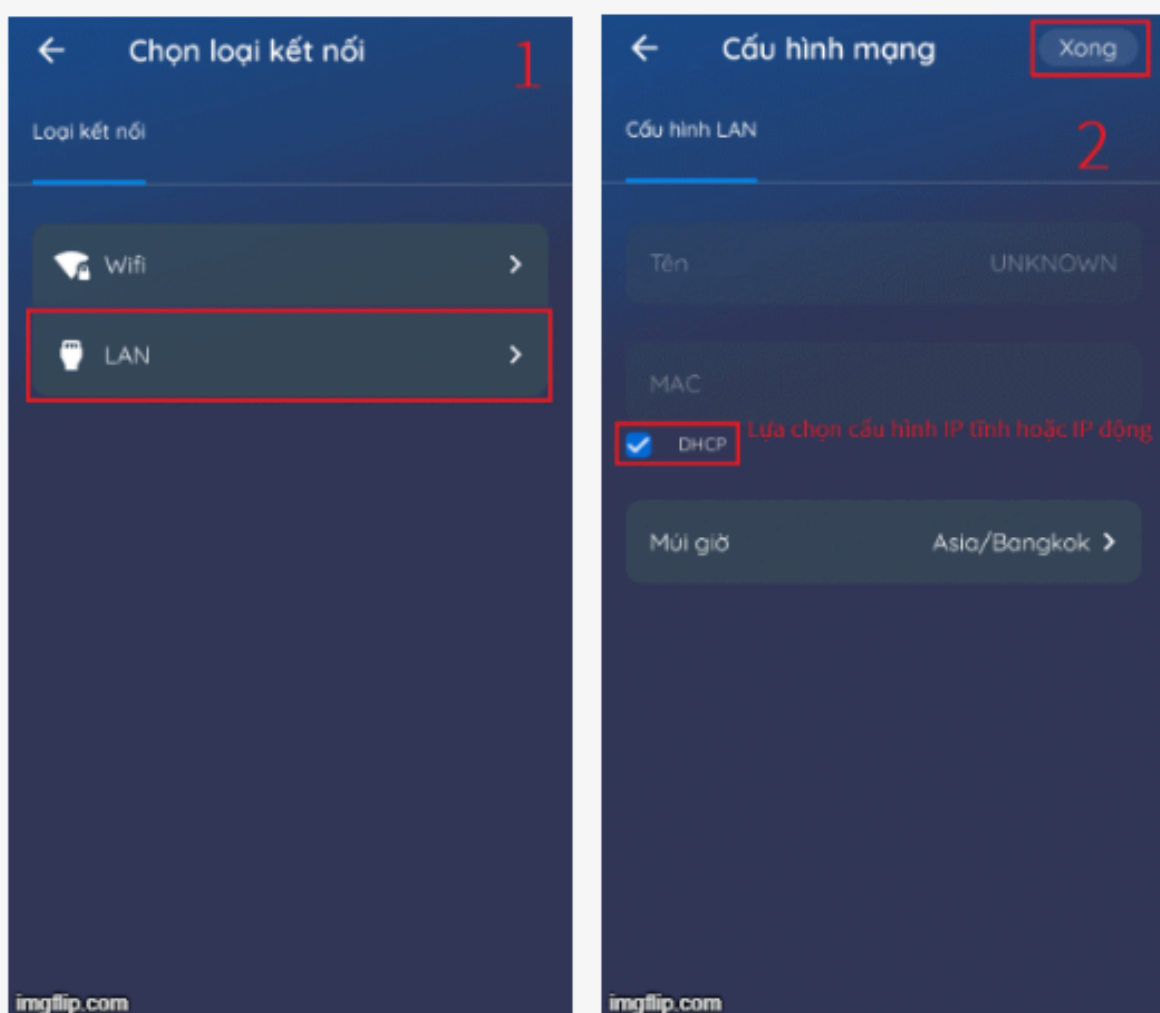 Chọn loại kết nối
1
Loại kết nối
Wifi
LAN
imgflip.com
Cấu hình mạng
Xong
Cấu hình LAN
2
Tên UNKNOWN
MAC
DHCP Lựa chọn cấu hình IP tĩnh hoặc IP động
Múi giờ Asia/Bangkok
imgflip.com